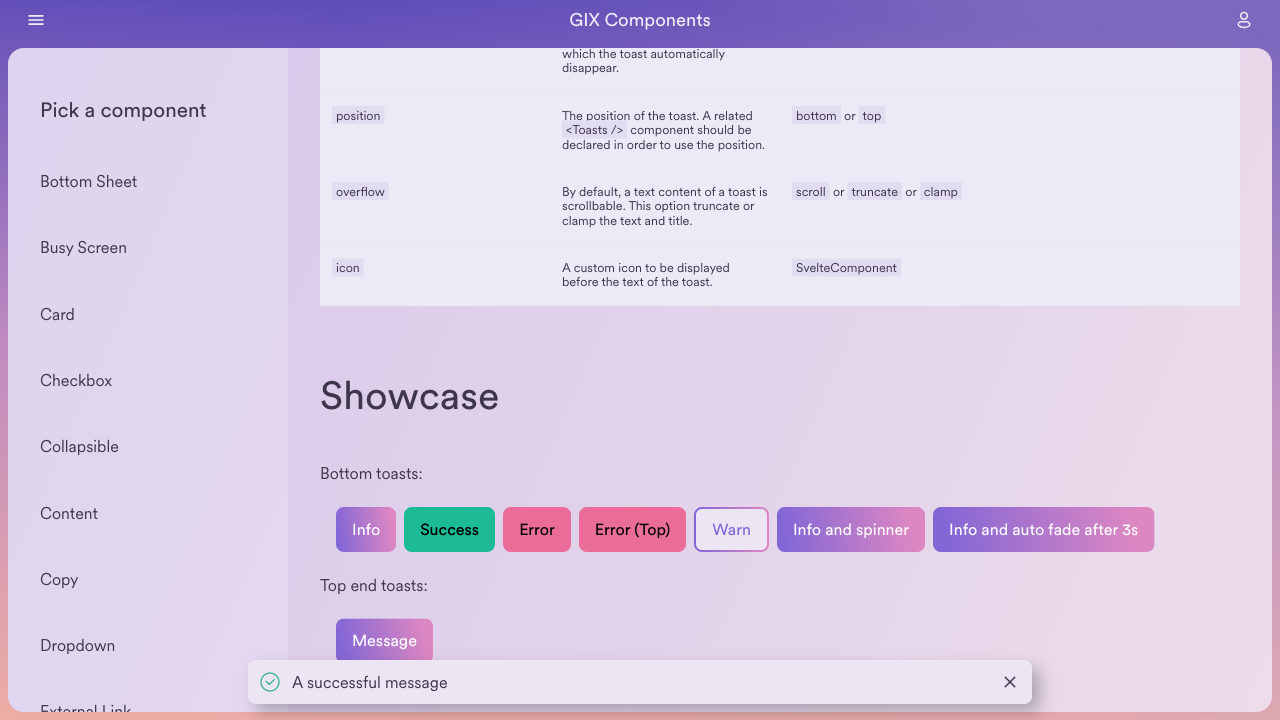 GIX Components
Pick a component
Bottom Sheet
Busy Screen
Card
Checkbox
Collapsible
Content
Copy
Dropdown
External Link
which the toast automatically
disappear.
position
The position of the toast. A related
<Toasts /> component should be
declared in order to use the position.
bottom or top
overflow
By default, a text content of a toast is
scrollbable. This option truncate or
clamp the text and title.
scroll or truncate or clamp
icon
A custom icon to be displayed
before the text of the toast.
SvelteComponent
Showcase
Bottom toasts:
Info Success Error Error (Top) Warn Info and spinner Info and auto fade after 3s
Top end toasts:
Message
A successful message